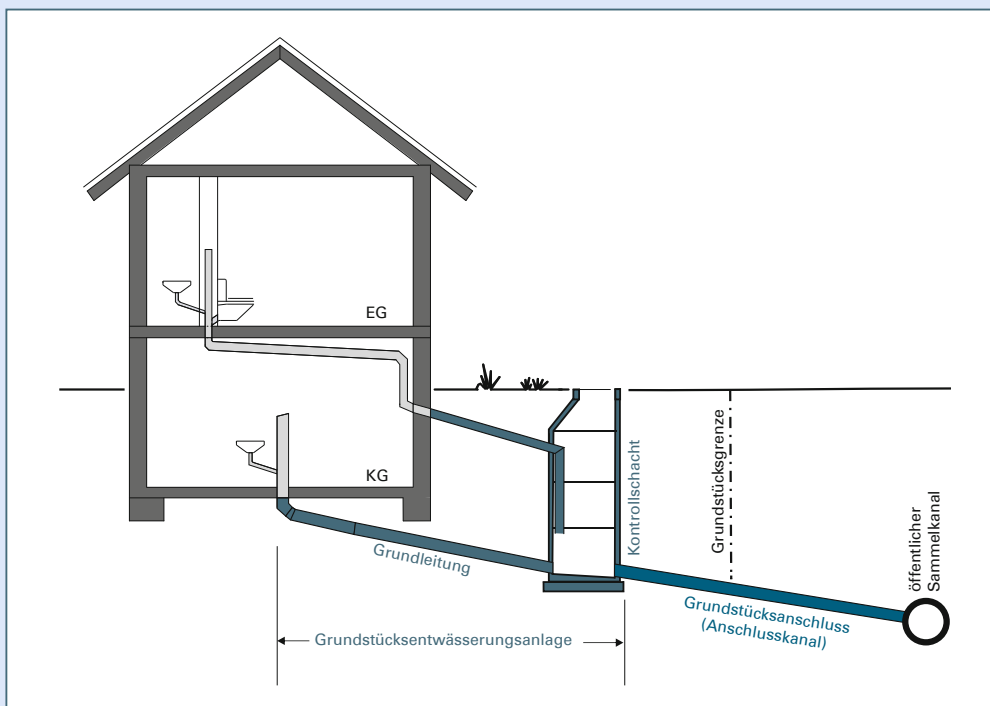 EG
KG
Grundleitung
Kontrollschacht
Grundstücksgrenze
öffentlicher
Sammelkanal
Grundstücksanschluss
(Anschlusskanal)
Grundstücksentwässerungsanlage